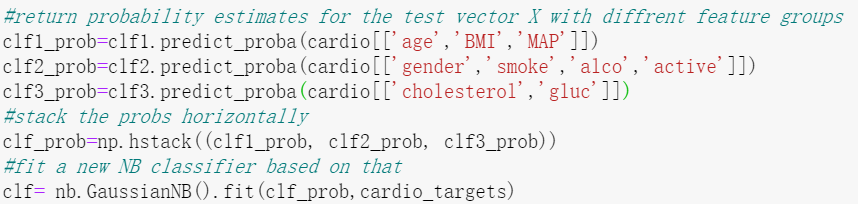 #return probability estimates for the test vector X with diffrent feature groups
clf1_prob=clf1.predict_proba(cardio[['age','BMI','MAP']])
clf2_prob=clf2.predict_proba(cardio[['gender','smoke','alco','active']])
clf3_prob=clf3.predict_proba(cardio[['cholesterol','gluc']])
#stack the probs horizontally
clf_prob=np.hstack((clf1_prob, clf2_prob, clf3_prob))
#fit a new NB classifier based on that
clf= nb.GaussianNB().fit(clf_prob,cardio_targets)